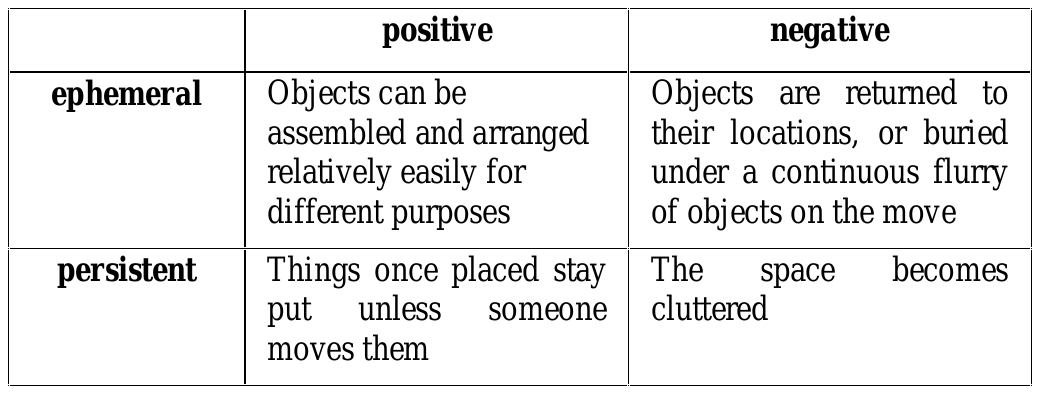 positive
negative
ephemeral
Objects can be
assembled and arranged
relatively easily for
different purposes
Objects are returned to
their locations, or buried
under a continuous flurry
of objects on the move
persistent
Things once placed stay
put unless someone
moves them
The space becomes
cluttered